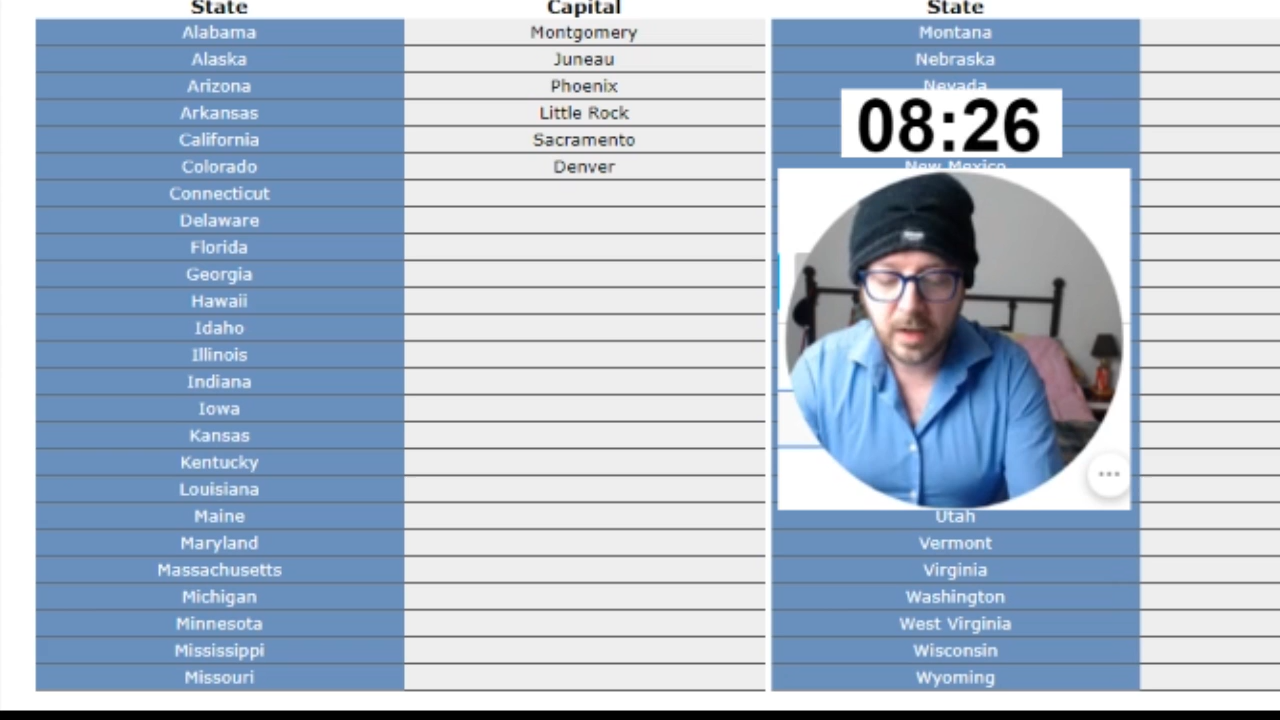 State Capital State
Alabama Montgomery Montana
Alaska Juneau Nebraska
Arizona Phoenix Nevada
Arkansas Little Rock
08:26
California Sacramento
Colorado Denver New Mexico
Connecticut
Delaware
Florida
Georgia
Hawaii
Idaho
Illinois
Indiana
Iowa
Kansas
Kentucky
Louisiana
Maine Utah
Maryland Vermont
Massachusetts Virginia
Michigan Washington
Minnesota West Virginia
Mississippi Wisconsin
Missouri Wyoming